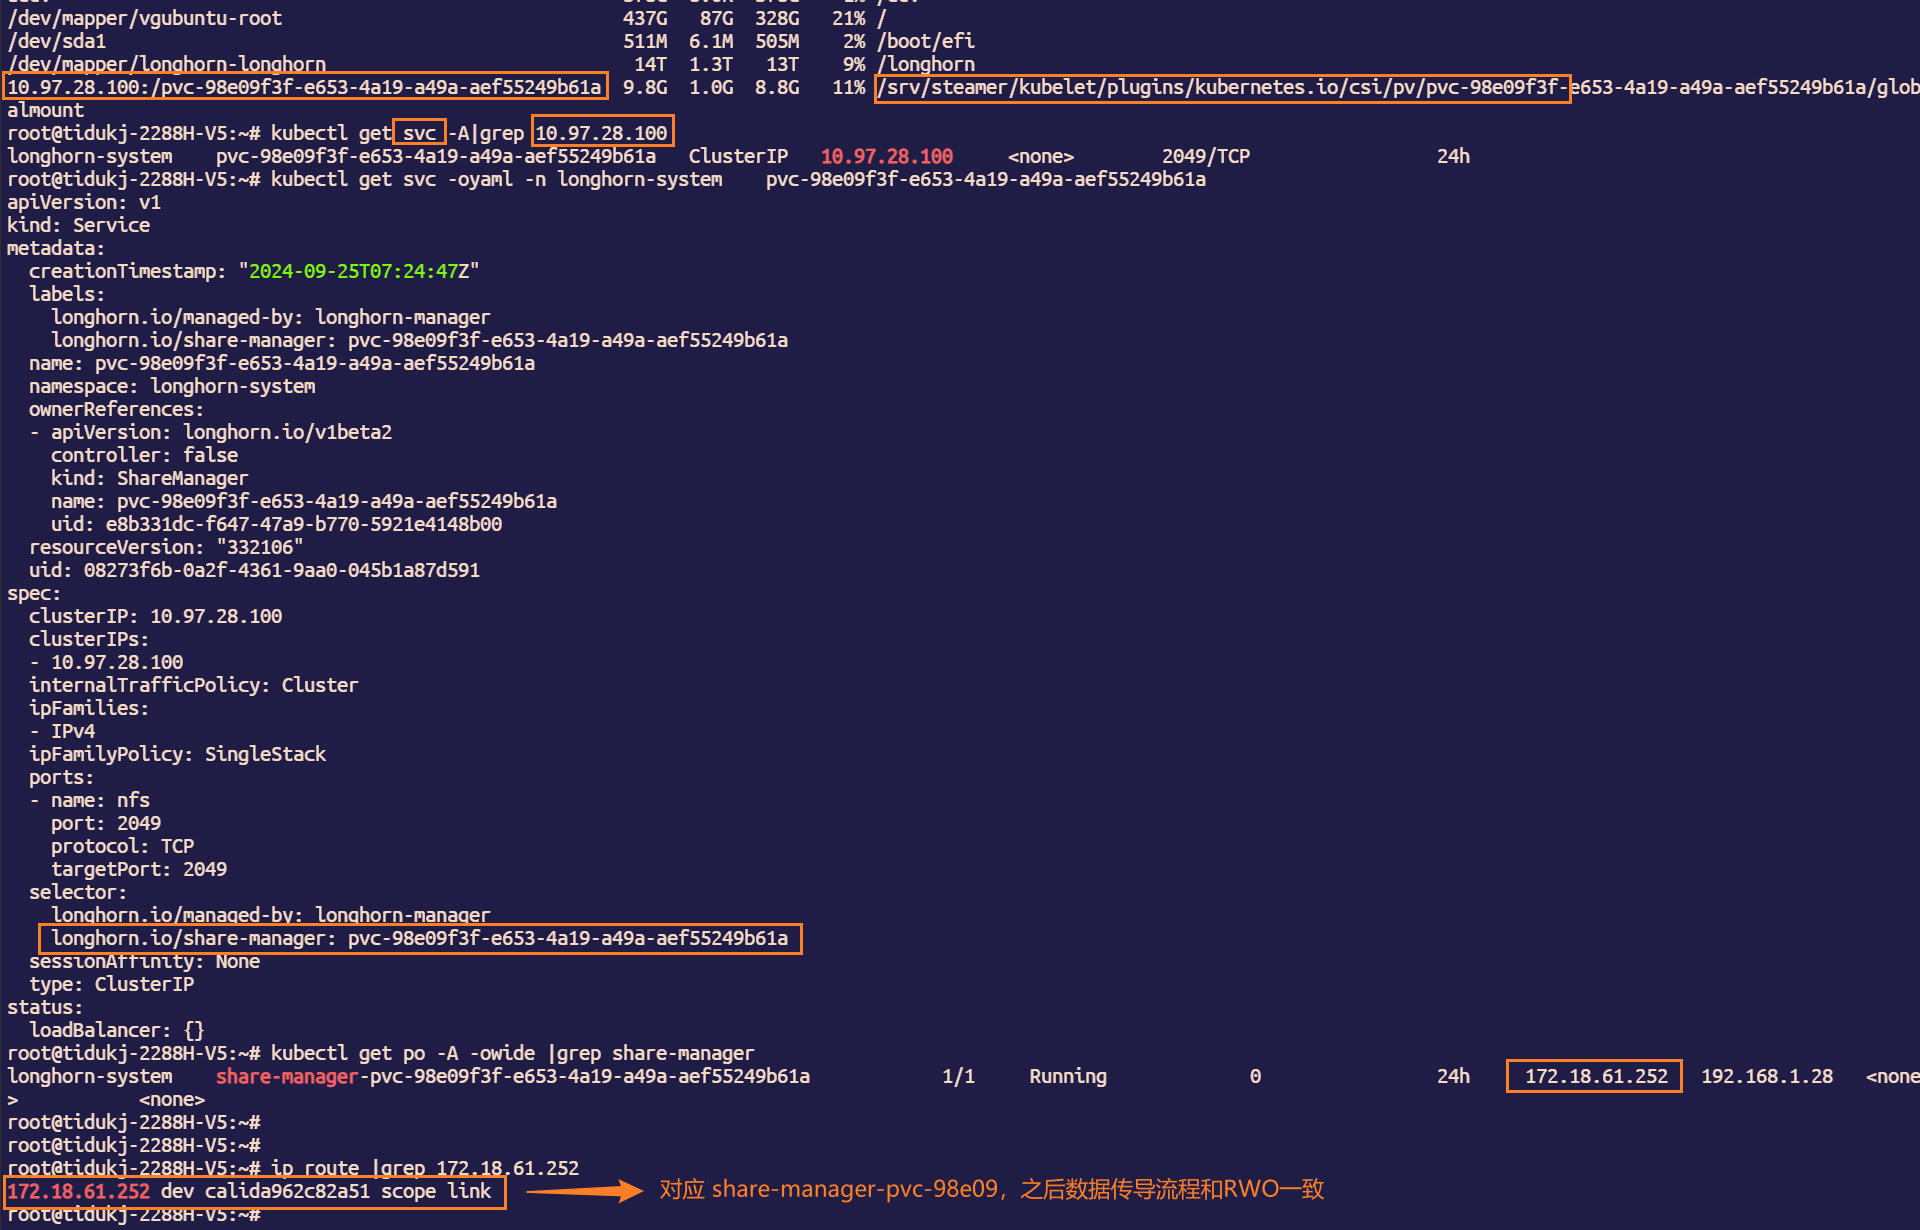 /dev/mapper/vgubuntu-root 437G 87G 328G 21% /
/dev/sda1 511M 6.1M 505M 2% /boot/efi
/dev/mapper/longhorn-longhorn 14T 1.3T 13T 9% /longhorn
10.97.28.100:/pvc-98e09f3f-e653-4a19-a49a-aef55249b61a 9.8G 1.0G 8.8G 11% /srv/steamer/kubelet/plugins/kubernetes.io/csi/pv/pvc-98e09f3f-e653-4a19-a49a-aef55249b61a/glob
almount
root@tidukj-2288H-V5:~# kubectl get svc -A|grep 10.97.28.100
longhorn-system pvc-98e09f3f-e653-4a19-a49a-aef55249b61a ClusterIP 10.97.28.100 <none> 2049/TCP 24h
root@tidukj-2288H-V5:~# kubectl get svc -oyaml -n longhorn-system pvc-98e09f3f-e653-4a19-a49a-aef55249b61a
apiVersion: v1
kind: Service
metadata:
  creationTimestamp: "2024-09-25T07:24:47Z"
  labels:
    longhorn.io/managed-by: longhorn-manager
    longhorn.io/share-manager: pvc-98e09f3f-e653-4a19-a49a-aef55249b61a
  name: pvc-98e09f3f-e653-4a19-a49a-aef55249b61a
  namespace: longhorn-system
  ownerReferences:
  - apiVersion: longhorn.io/v1beta2
    controller: false
    kind: ShareManager
    name: pvc-98e09f3f-e653-4a19-a49a-aef55249b61a
    uid: e8b331dc-f647-47a9-b770-5921e4148b00
  resourceVersion: "332106"
  uid: 08273f6b-0a2f-4361-9aa0-045b1a87d591
spec:
  clusterIP: 10.97.28.100
  clusterIPs:
  - 10.97.28.100
  internalTrafficPolicy: Cluster
  ipFamilies:
  - IPv4
  ipFamilyPolicy: SingleStack
  ports:
  - name: nfs
    port: 2049
    protocol: TCP
    targetPort: 2049
  selector:
    longhorn.io/managed-by: longhorn-manager
    longhorn.io/share-manager: pvc-98e09f3f-e653-4a19-a49a-aef55249b61a
  sessionAffinity: None
  type: ClusterIP
status:
  loadBalancer: {}
root@tidukj-2288H-V5:~# kubectl get po -A -owide |grep share-manager
longhorn-system share-manager-pvc-98e09f3f-e653-4a19-a49a-aef55249b61a 1/1 Running 0 24h 172.18.61.252 192.168.1.28 <none
> <none>
root@tidukj-2288H-V5:~#
root@tidukj-2288H-V5:~#
root@tidukj-2288H-V5:~# ip route |grep 172.18.61.252
172.18.61.252 dev calida962c82a51 scope link 对应 share-manager-pvc-98e09，之后数据传导流程和RWO一致
root@tidukj-2288H-V5:~#